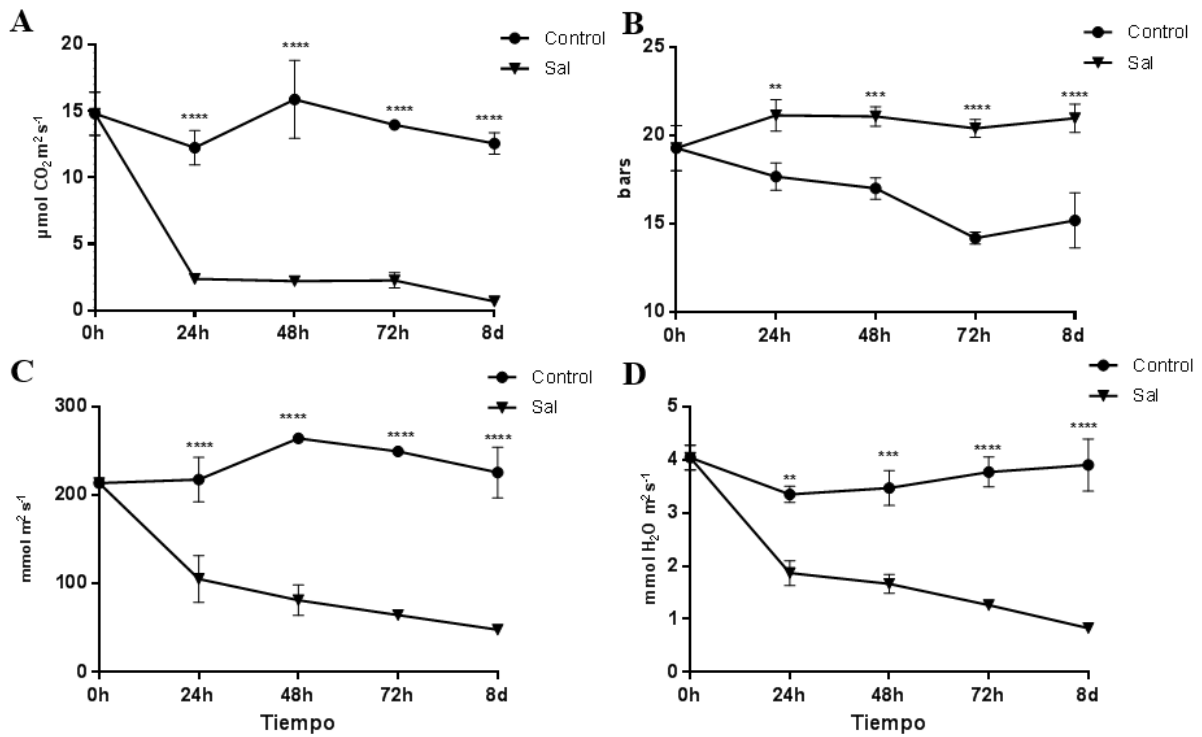 A
Control
Sal
20
15
10
5
0
µmol CO₂ m² s⁻¹
****
****
****
****
0h 24h 48h 72h 8d
B
Control
Sal
25
20
15
10
bars
**
***
****
****
0h 24h 48h 72h 8d
C
Control
Sal
300
200
100
0
mmol m² s⁻¹
****
****
****
****
0h 24h 48h 72h 8d
Tiempo
D
Control
Sal
5
4
3
2
1
0
mmol H₂O m² s⁻¹
**
***
****
****
0h 24h 48h 72h 8d
Tiempo